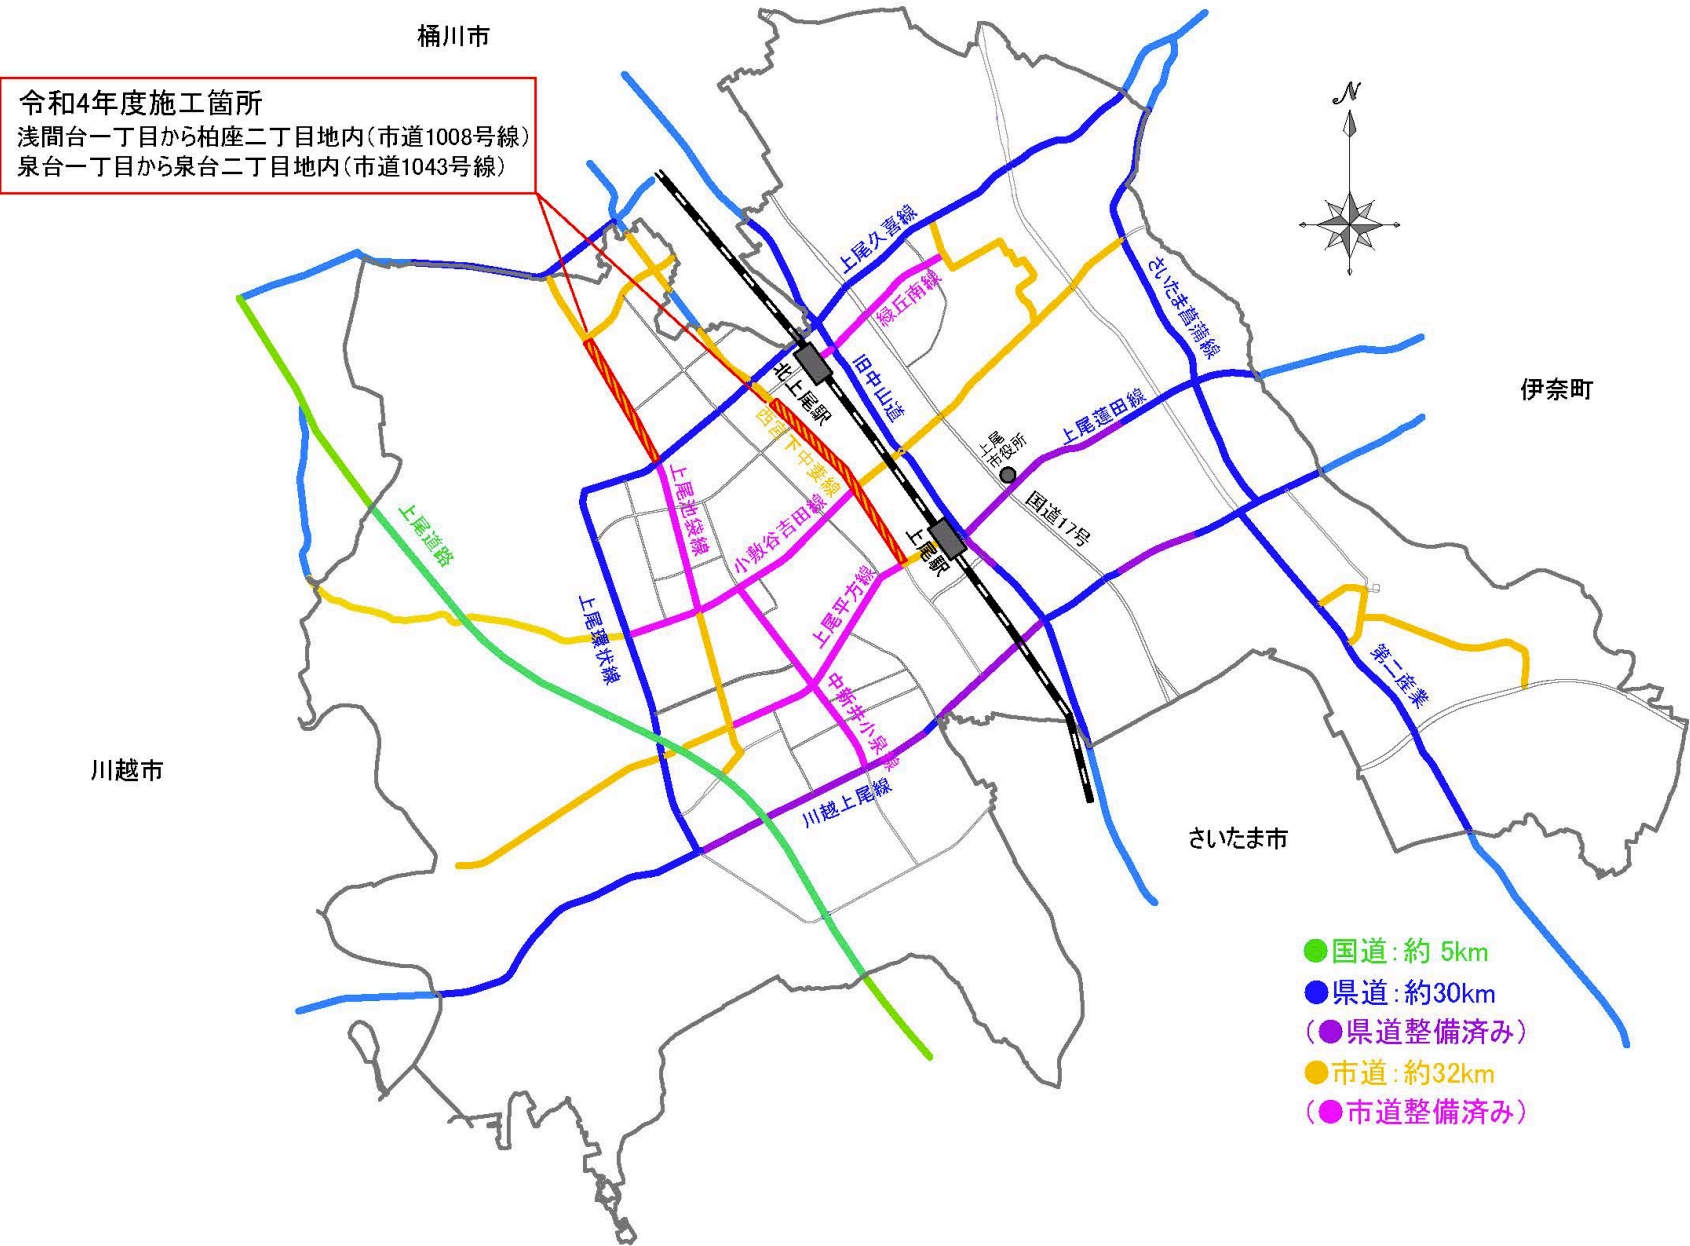 桶川市
令和4年度施工箇所
浅間台一丁目から柏座二丁目地内(市道1008号線)
泉台一丁目から泉台二丁目地内(市道1043号線)
N
上尾久喜線
緑丘南線
さいたま菖蒲線
北上尾駅
旧中山道
伊奈町
上尾蓮田線
西宮下中妻線
上尾
市役所
国道17号
上尾池袋線
上尾道路
小敷谷吉田線
上尾駅
上尾平方線
上尾環状線
第二産業
中新井小泉線
川越市
川越上尾線
さいたま市
●国道:約 5km
●県道:約30km
(●県道整備済み)
●市道:約32km
(●市道整備済み)